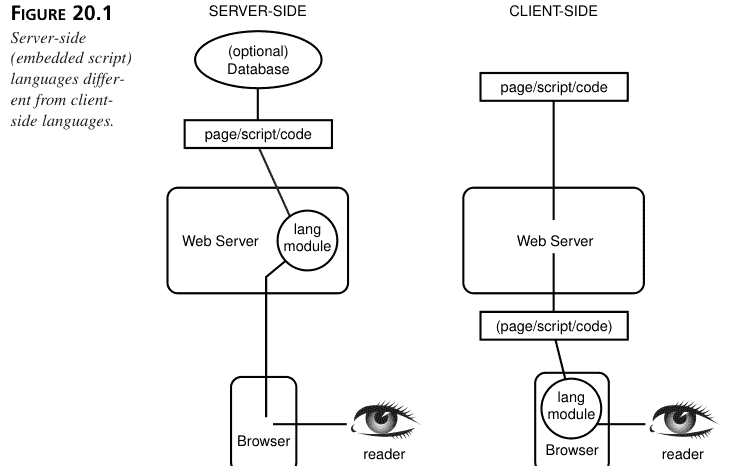 FIGURE 20.1
Server-side
(embedded script)
languages differ-
ent from client-
side languages.
SERVER-SIDE
(optional)
Database
page/script/code
Web Server
lang
module
Browser
reader
CLIENT-SIDE
page/script/code
Web Server
(page/script/code)
lang
module
Browser
reader